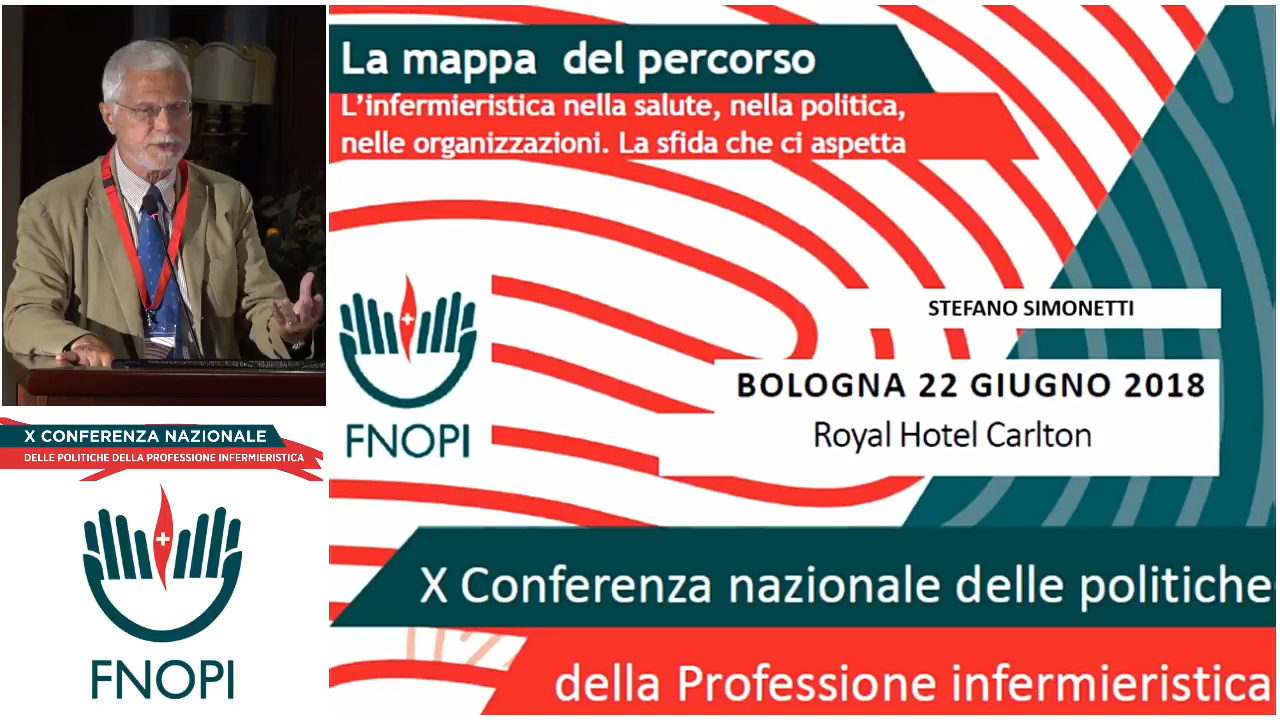 La mappa del percorso
L'infermieristica nella salute, nella politica,
nelle organizzazioni. La sfida che ci aspetta
STEFANO SIMONETTI
BOLOGNA 22 GIUGNO 2018
Royal Hotel Carlton
FNOPI
X Conferenza nazionale delle politiche
della Professione infermieristica
X CONFERENZA NAZIONALE
DELLE POLITICHE DELLA PROFESSIONE INFERMIERISTICA
FNOPI